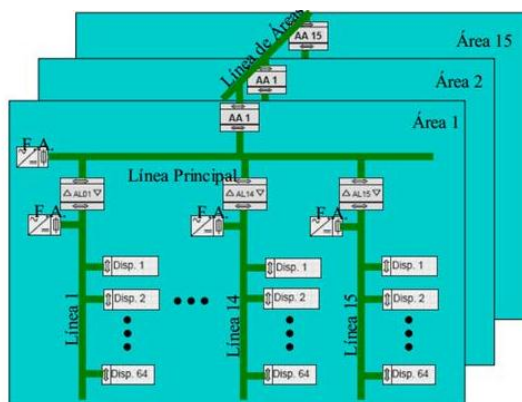 Línea de Áreas
AA 15
Área 15
AA 1
Área 2
AA 1
Área 1
F.A.
Línea Principal
AL01
AL14
AL15
F.A.
F.A.
F.A.
Línea 1
Línea 14
Línea 15
Disp. 1
Disp. 1
Disp. 1
Disp. 2
Disp. 2
Disp. 2
Disp. 64
Disp. 64
Disp. 64